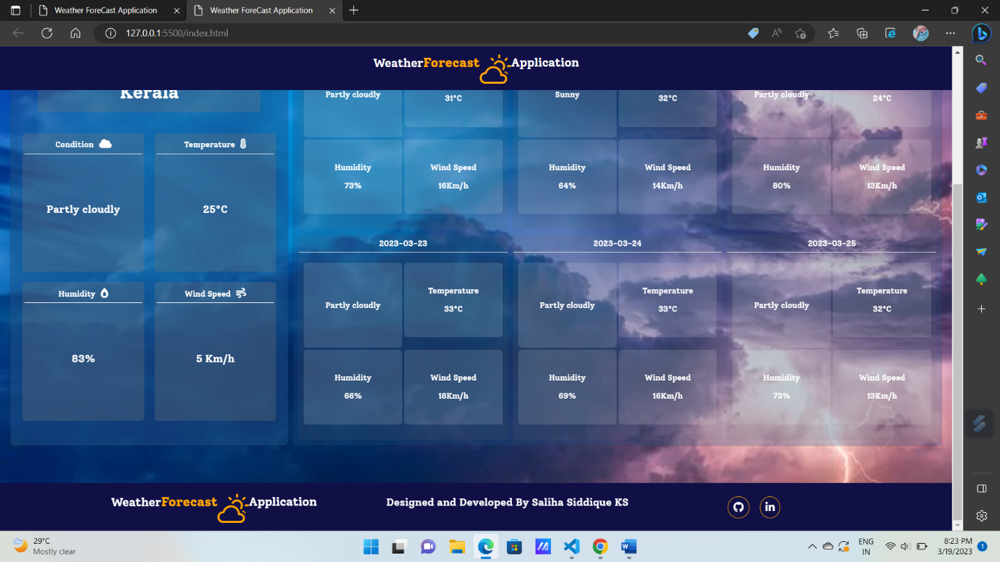 Weather ForeCast Application
Weather ForeCast Application
127.0.0.1:5500/index.html
WeatherForecast Application
Kerala
Condition
Partly cloudly
Temperature
25°C
Humidity
83%
Wind Speed
5 Km/h
Partly cloudly
31°C
Humidity
73%
Wind Speed
16Km/h
Sunny
32°C
Humidity
64%
Wind Speed
14Km/h
Partly cloudly
24°C
Humidity
80%
Wind Speed
13Km/h
2023-03-23
Partly cloudly
Temperature
33°C
Humidity
66%
Wind Speed
18Km/h
2023-03-24
Partly cloudly
Temperature
33°C
Humidity
69%
Wind Speed
16Km/h
2023-03-25
Partly cloudly
Temperature
32°C
Humidity
73%
Wind Speed
13Km/h
WeatherForecast Application
Designed and Developed By Saliha Siddique KS
in
29°C
Mostly clear
ENG
IN
8:23 PM
3/19/2023
1